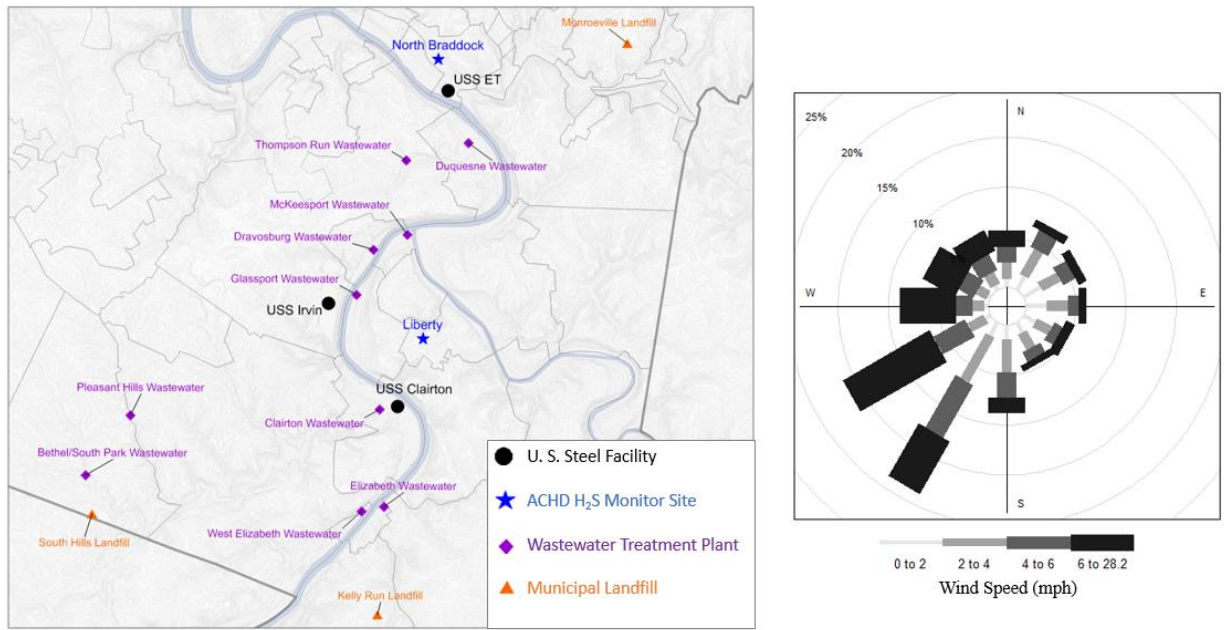 Monroeville Landfill
North Braddock
USS ET
Thompson Run Wastewater
Duquesne Wastewater
McKeesport Wastewater
Dravosburg Wastewater
Glassport Wastewater
USS Irvin
Liberty
Pleasant Hills Wastewater
USS Clairton
Clairton Wastewater
Bethel/South Park Wastewater
Elizabeth Wastewater
West Elizabeth Wastewater
South Hills Landfill
Kelly Run Landfill
U. S. Steel Facility
ACHD H₂S Monitor Site
Wastewater Treatment Plant
Municipal Landfill
25%
20%
15%
10%
N
W
E
S
0 to 2
2 to 4
4 to 6
6 to 28.2
Wind Speed (mph)